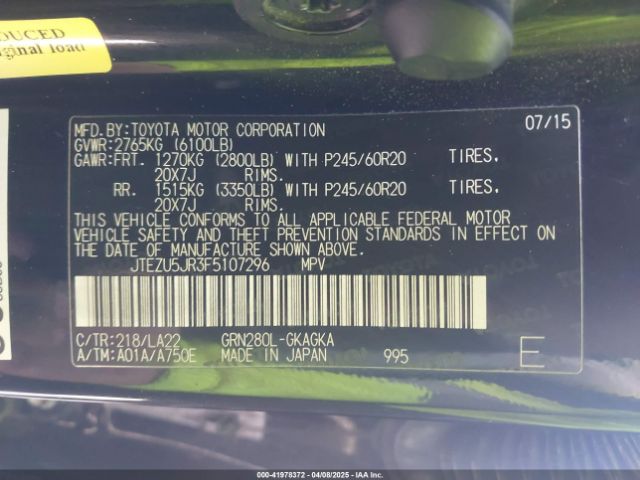 DUCED
ginal load
MFD. BY:TOYOTA MOTOR CORPORATION 07/15
GVWR:2765KG (6100LB)
GAWR:FRT. 1270KG (2800LB) WITH P245/60R20 TIRES,
20X7J RIMS.
RR. 1515KG (3350LB) WITH P245/60R20 TIRES,
20X7J RIMS.
THIS VEHICLE CONFORMS TO ALL APPLICABLE FEDERAL MOTOR
VEHICLE SAFETY AND THEFT PREVENTION STANDARDS IN EFFECT ON
THE DATE OF MANUFACTURE SHOWN ABOVE.
JTEZU5JR3F5107296 MPV
C/TR:218/LA22 GRN280L-GKAGKA
A/TM:A01A/A750E MADE IN JAPAN 995 E
000-41978372 - 04/08/2025 - IAAI.COM